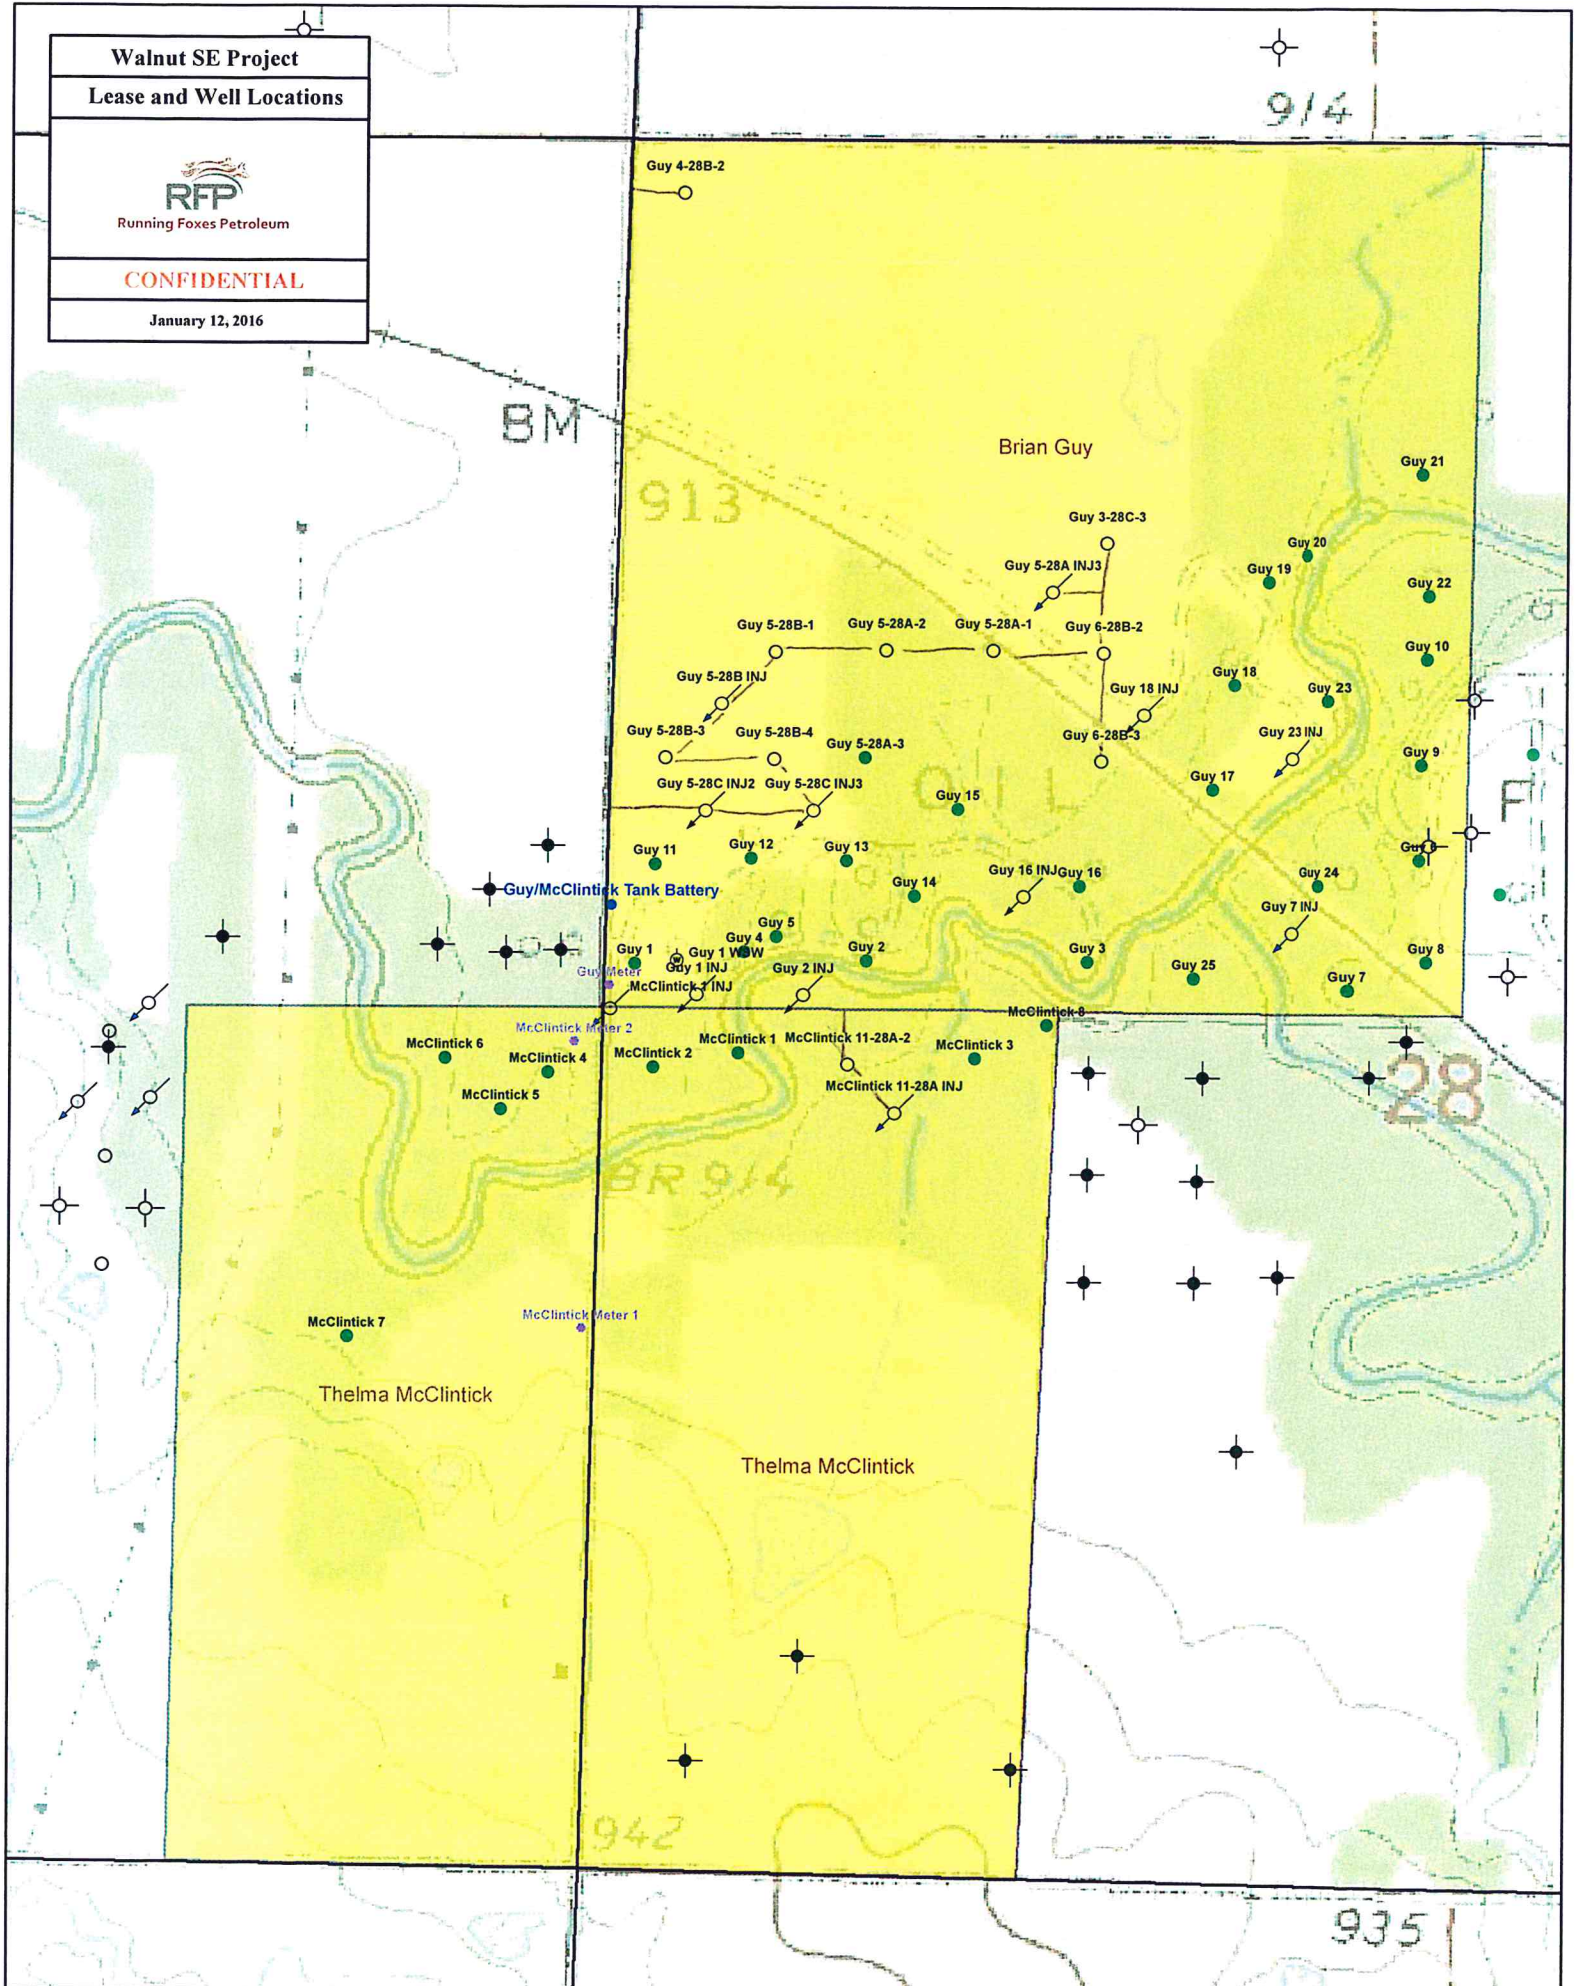 Walnut SE Project
Lease and Well Locations
RFP
Running Foxes Petroleum
CONFIDENTIAL
January 12, 2016
914
Guy 4-28B-2
BM
913
Brian Guy
Guy 21
Guy 3-28C-3
Guy 20
Guy 5-28A INJ3
Guy 19
Guy 22
Guy 5-28B-1
Guy 5-28A-2
Guy 5-28A-1
Guy 6-28B-2
Guy 10
Guy 5-28B INJ
Guy 18
Guy 18 INJ
Guy 23
Guy 5-28B-3
Guy 5-28B-4
Guy 5-28A-3
Guy 6-28B-3
Guy 23 INJ
Guy 9
Guy 5-28C INJ2
Guy 5-28C INJ3
OIL
Guy 15
Guy 17
F
Guy 11
Guy 12
Guy 13
Guy 14
Guy 16 INJ
Guy 16
Guy 24
Guy/McClintick Tank Battery
Guy 7 INJ
Guy 5
Guy 4
Guy 1
Guy 1 WSW
Guy 2
Guy 3
Guy 8
Guy Meter
Guy 1 INJ
Guy 2 INJ
Guy 25
Guy 7
McClintick 1 INJ
McClintick 8
McClintick Meter 2
McClintick 6
McClintick 4
McClintick 2
McClintick 1
McClintick 11-28A-2
McClintick 3
McClintick 5
McClintick 11-28A INJ
28
BR 914
McClintick Meter 1
McClintick 7
Thelma McClintick
Thelma McClintick
942
935